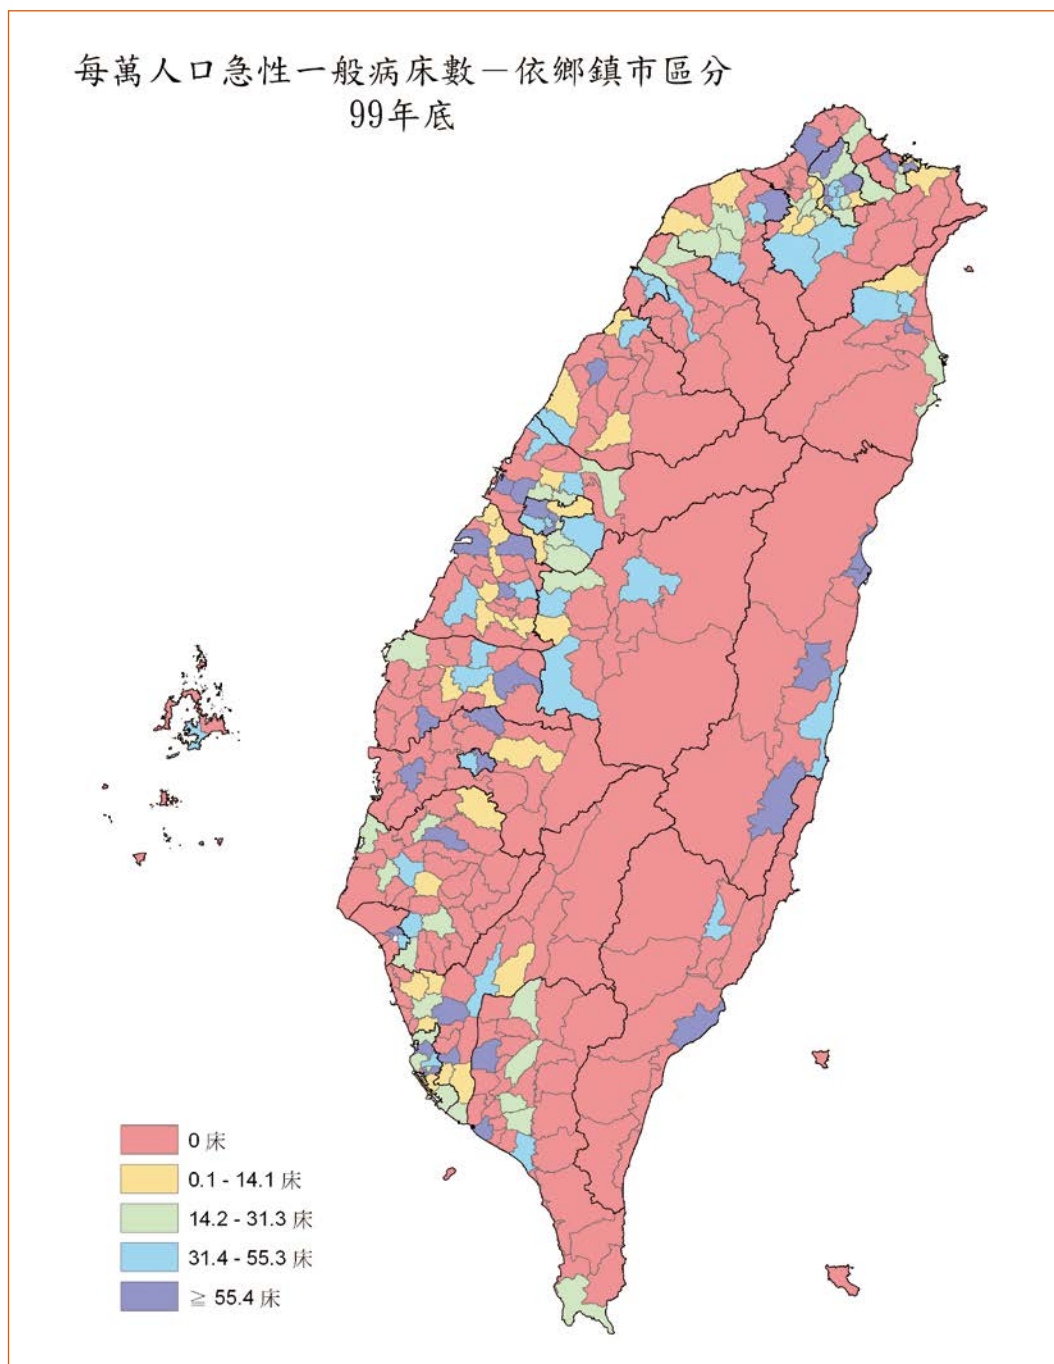 每萬人口急性一般病床數－依鄉鎮市區分
99年底
0 床
0.1 - 14.1 床
14.2 - 31.3 床
31.4 - 55.3 床
≧ 55.4 床